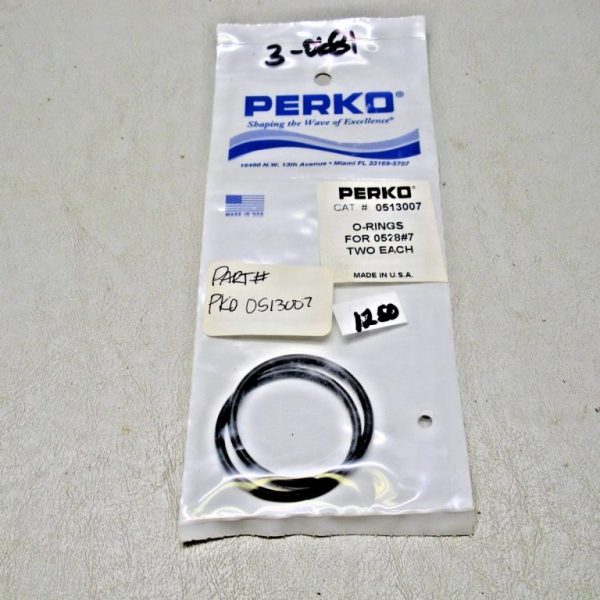 3-0681
PERKO®
Shaping the Wave of Excellence®
16490 N.W. 13th Avenue • Miami FL 33169-5707
MADE IN USA
PERKO®
CAT # 0513007
O-RINGS
FOR 0528#7
TWO EACH
MADE IN U.S.A.
PART#
PKO 0513007
12 50